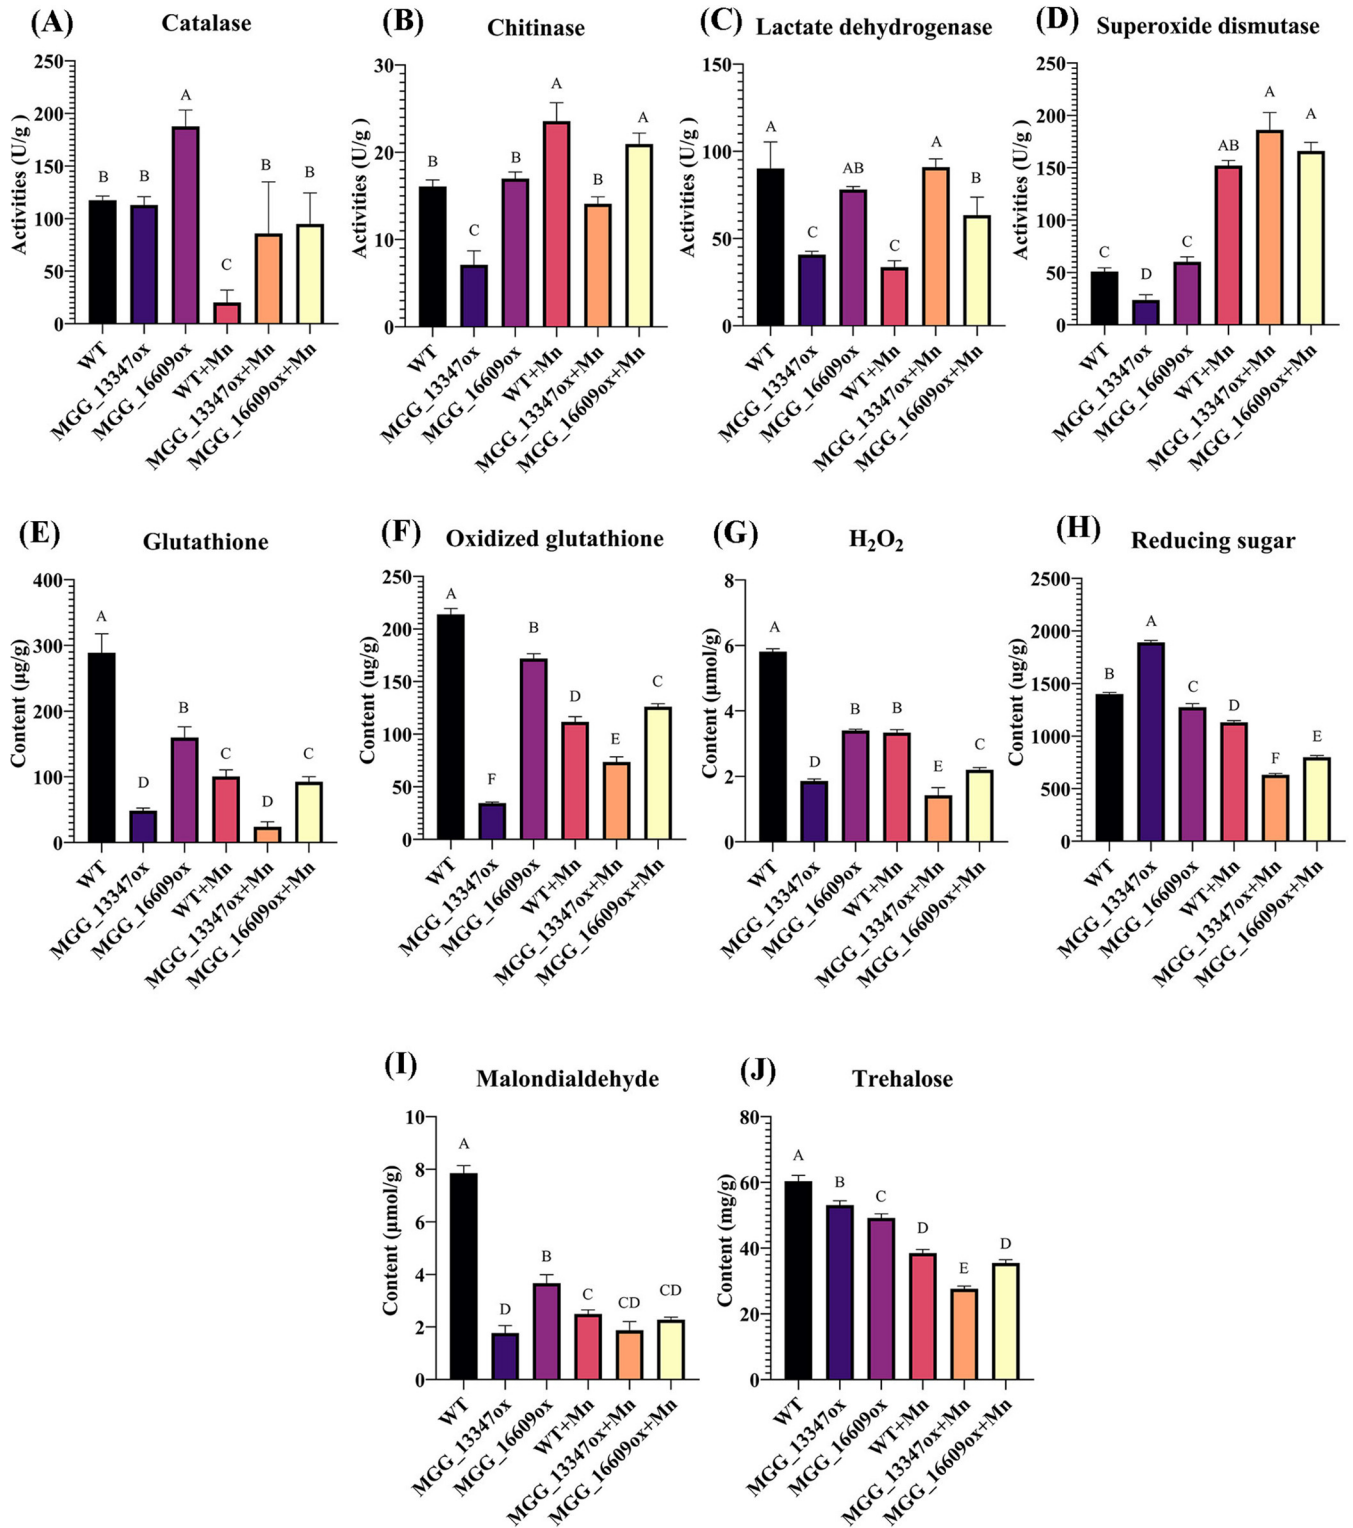 (A) Catalase
Activities (U/g )
250
200
150
100
50
0
B
B
A
C
B
B
WT
MGG_13347ox
MGG_16609ox
WT+Mn
MGG_13347ox+Mn
MGG_16609ox+Mn
(B) Chitinase
Activities (U/g )
30
20
10
0
B
C
B
A
B
A
WT
MGG_13347ox
MGG_16609ox
WT+Mn
MGG_13347ox+Mn
MGG_16609ox+Mn
(C) Lactate dehydrogenase
Activities (U/g )
150
100
50
0
A
C
AB
C
A
B
WT
MGG_13347ox
MGG_16609ox
WT+Mn
MGG_13347ox+Mn
MGG_16609ox+Mn
(D) Superoxide dismutase
Activities (U/g )
250
200
150
100
50
0
C
D
C
AB
A
A
WT
MGG_13347ox
MGG_16609ox
WT+Mn
MGG_13347ox+Mn
MGG_16609ox+Mn
(E) Glutathione
Content (µg/g)
400
300
200
100
0
A
D
B
C
D
C
WT
MGG_13347ox
MGG_16609ox
WT+Mn
MGG_13347ox+Mn
MGG_16609ox+Mn
(F) Oxidized glutathione
Content (ug/g)
250
200
150
100
50
0
A
F
B
D
E
C
WT
MGG_13347ox
MGG_16609ox
WT+Mn
MGG_13347ox+Mn
MGG_16609ox+Mn
(G) H₂O₂
Content (µmol/g)
8
6
4
2
0
A
D
B
B
E
C
WT
MGG_13347ox
MGG_16609ox
WT+Mn
MGG_13347ox+Mn
MGG_16609ox+Mn
(H) Reducing sugar
Content (ug/g)
2500
2000
1500
1000
500
0
B
A
C
D
F
E
WT
MGG_13347ox
MGG_16609ox
WT+Mn
MGG_13347ox+Mn
MGG_16609ox+Mn
(I) Malondialdehyde
Content (µmol/g)
10
8
6
4
2
0
A
D
B
C
CD
CD
WT
MGG_13347ox
MGG_16609ox
WT+Mn
MGG_13347ox+Mn
MGG_16609ox+Mn
(J) Trehalose
Content (mg/g)
80
60
40
20
0
A
B
C
D
E
D
WT
MGG_13347ox
MGG_16609ox
WT+Mn
MGG_13347ox+Mn
MGG_16609ox+Mn